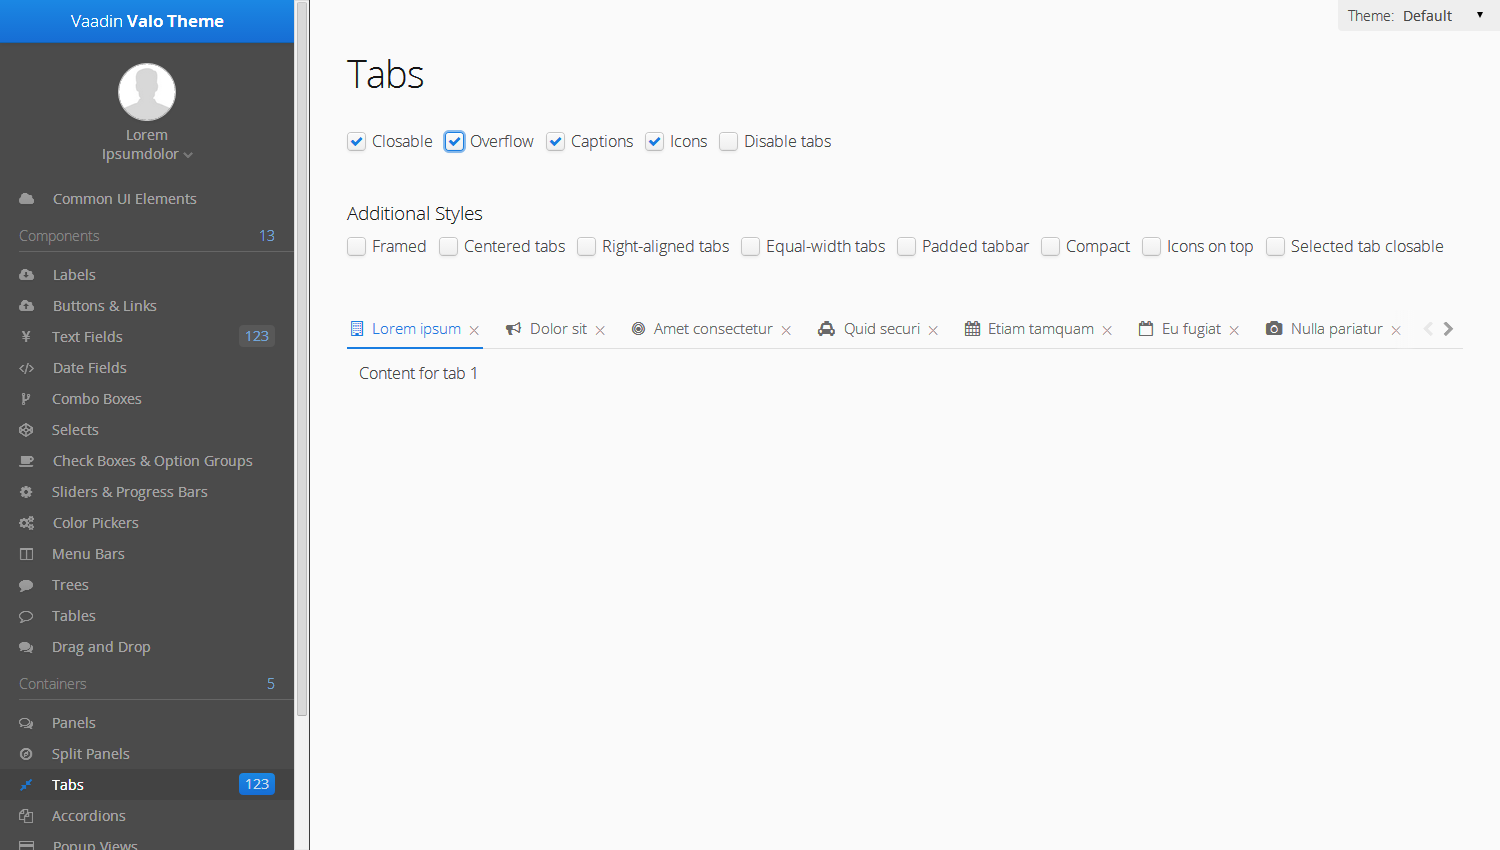 Vaadin Valo Theme
Lorem
Ipsumdolor
Common UI Elements
Components 13
Labels
Buttons & Links
Text Fields 123
Date Fields
Combo Boxes
Selects
Check Boxes & Option Groups
Sliders & Progress Bars
Color Pickers
Menu Bars
Trees
Tables
Drag and Drop
Containers 5
Panels
Split Panels
Tabs 123
Accordions
Popup Views
Theme: Default
Tabs
Closable Overflow Captions Icons Disable tabs
Additional Styles
Framed Centered tabs Right-aligned tabs Equal-width tabs Padded tabbar Compact Icons on top Selected tab closable
Lorem ipsum Dolor sit Amet consectetur Quid securi Etiam tamquam Eu fugiat Nulla pariatur
Content for tab 1